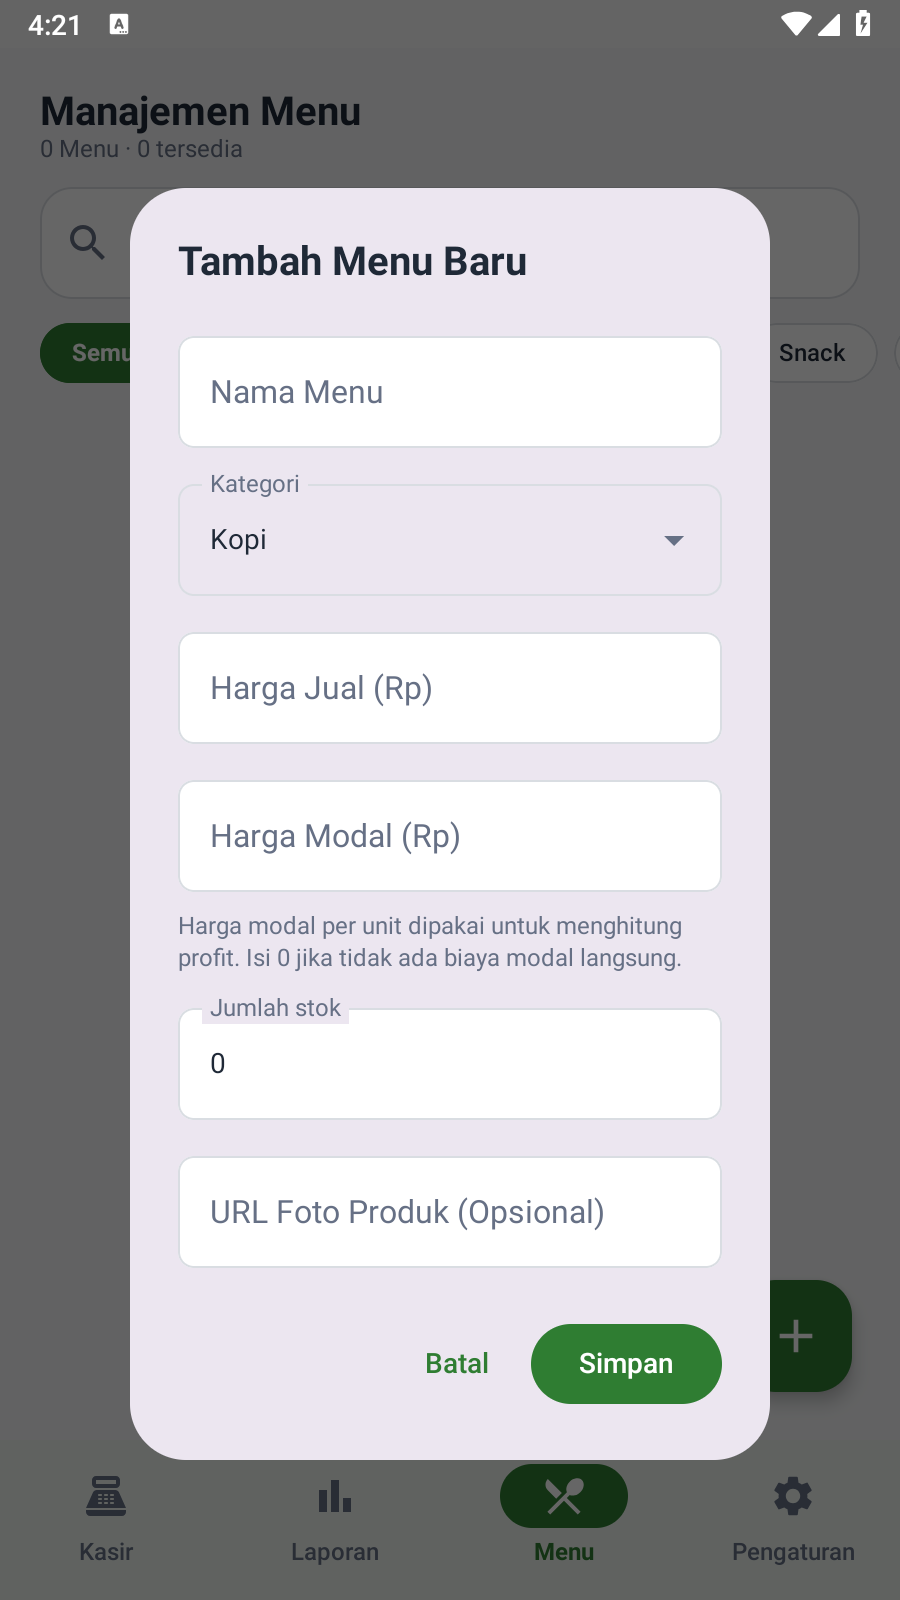 4:21
Manajemen Menu
0 Menu · 0 tersedia
Tambah Menu Baru
Snack
Nama Menu
Kategori
Kopi
Harga Jual (Rp)
Harga Modal (Rp)
Harga modal per unit dipakai untuk menghitung
profit. Isi 0 jika tidak ada biaya modal langsung.
Jumlah stok
0
URL Foto Produk (Opsional)
Batal
Simpan
Kasir
Laporan
Menu
Pengaturan